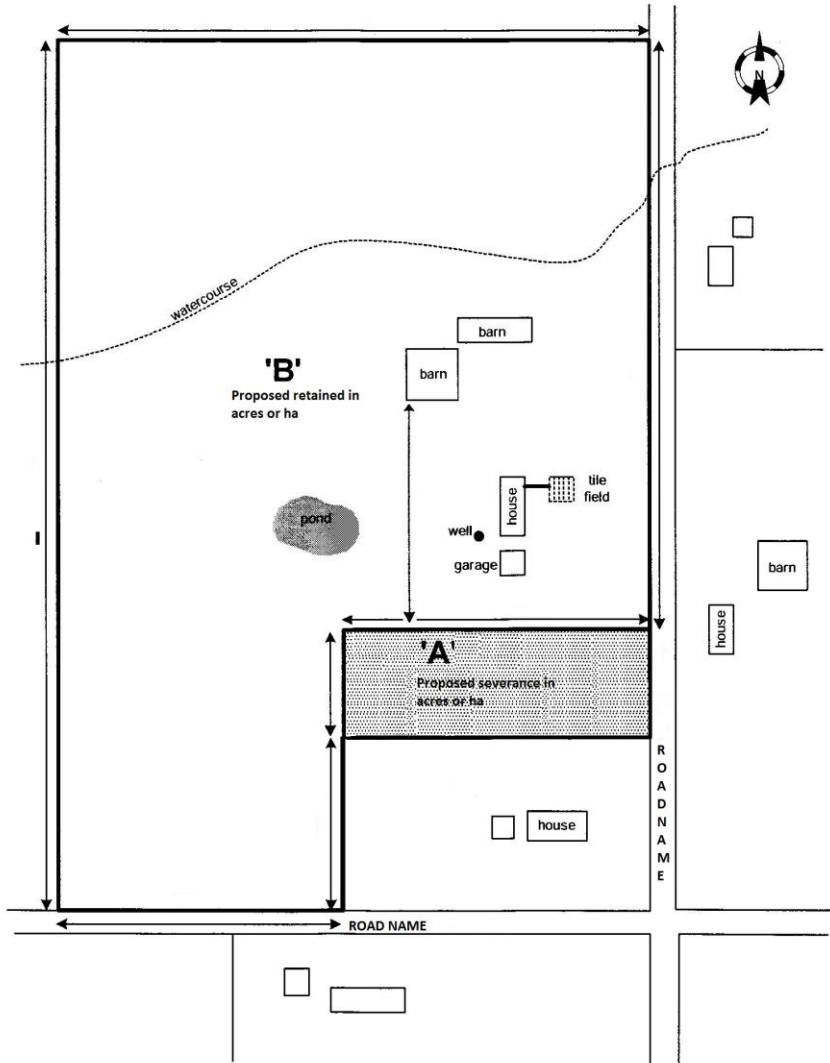 N
watercourse
barn
barn
'B'
Proposed retained in
acres or ha
tile
field
house
pond
well
garage
barn
house
'A'
Proposed severance in
acres or ha
ROADNAME
house
ROAD NAME